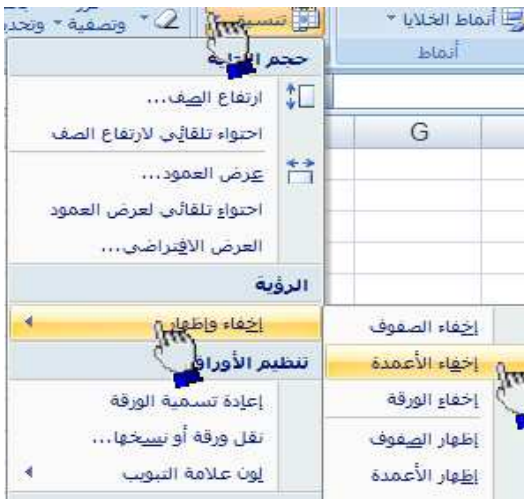 أنماط الخلايا
تنسيق
وتصفية
أنماط
حجم
G
ارتفاع الصف...
احتواء تلقائي لارتفاع الصف
عرض العمود...
احتواء تلقائي لعرض العمود
العرض الافتراضي...
الرؤية
إخفاء وإظهار
تنظيم الأوراق
إعادة تسمية الورقة
نقل ورقة أو نسخها...
لون علامة التبويب
إخفاء الصفوف
إخفاء الأعمدة
إخفاء الورقة
إظهار الصفوف
إظهار الأعمدة